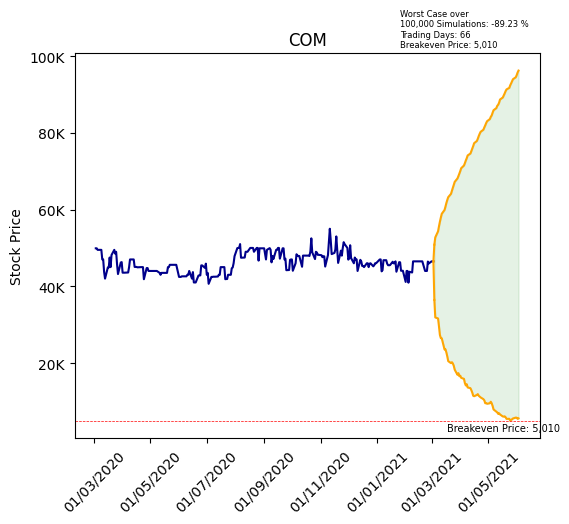 Worst Case over
100,000 Simulations: -89.23 %
Trading Days: 66
Breakeven Price: 5,010
COM
100K
80K
60K
40K
20K
Stock Price
Breakeven Price: 5,010
01/03/2020
01/05/2020
01/07/2020
01/09/2020
01/11/2020
01/01/2021
01/03/2021
01/05/2021